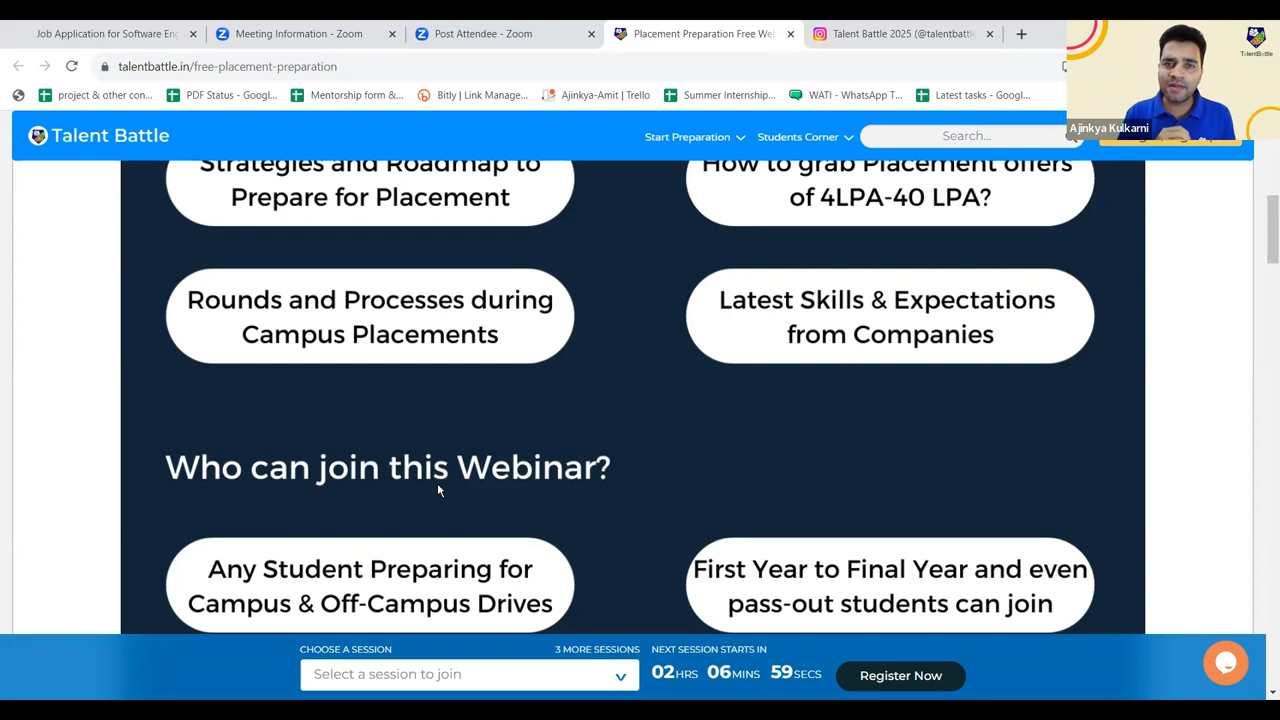 Job Application for Software Eng
Meeting Information - Zoom
Post Attendee - Zoom
Placement Preparation Free Wel
Talent Battle 2025 (@talentbattl
TalentBattle
talentbattle.in/free-placement-preparation
project & other con...
PDF Status - Googl...
Mentorship form &...
Bitly | Link Manage...
Ajinkya-Amit | Trello
Summer Internship...
WATI - WhatsApp T...
Latest tasks - Googl...
Ajinkya Kulkarni
Talent Battle
Start Preparation
Students Corner
Search...
Strategies and Roadmap to
Prepare for Placement
How to grab Placement offers
of 4LPA-40 LPA?
Rounds and Processes during
Campus Placements
Latest Skills & Expectations
from Companies
Who can join this Webinar?
Any Student Preparing for
Campus & Off-Campus Drives
First Year to Final Year and even
pass-out students can join
CHOOSE A SESSION
3 MORE SESSIONS
Select a session to join
NEXT SESSION STARTS IN
02 HRS 06 MINS 59 SECS
Register Now